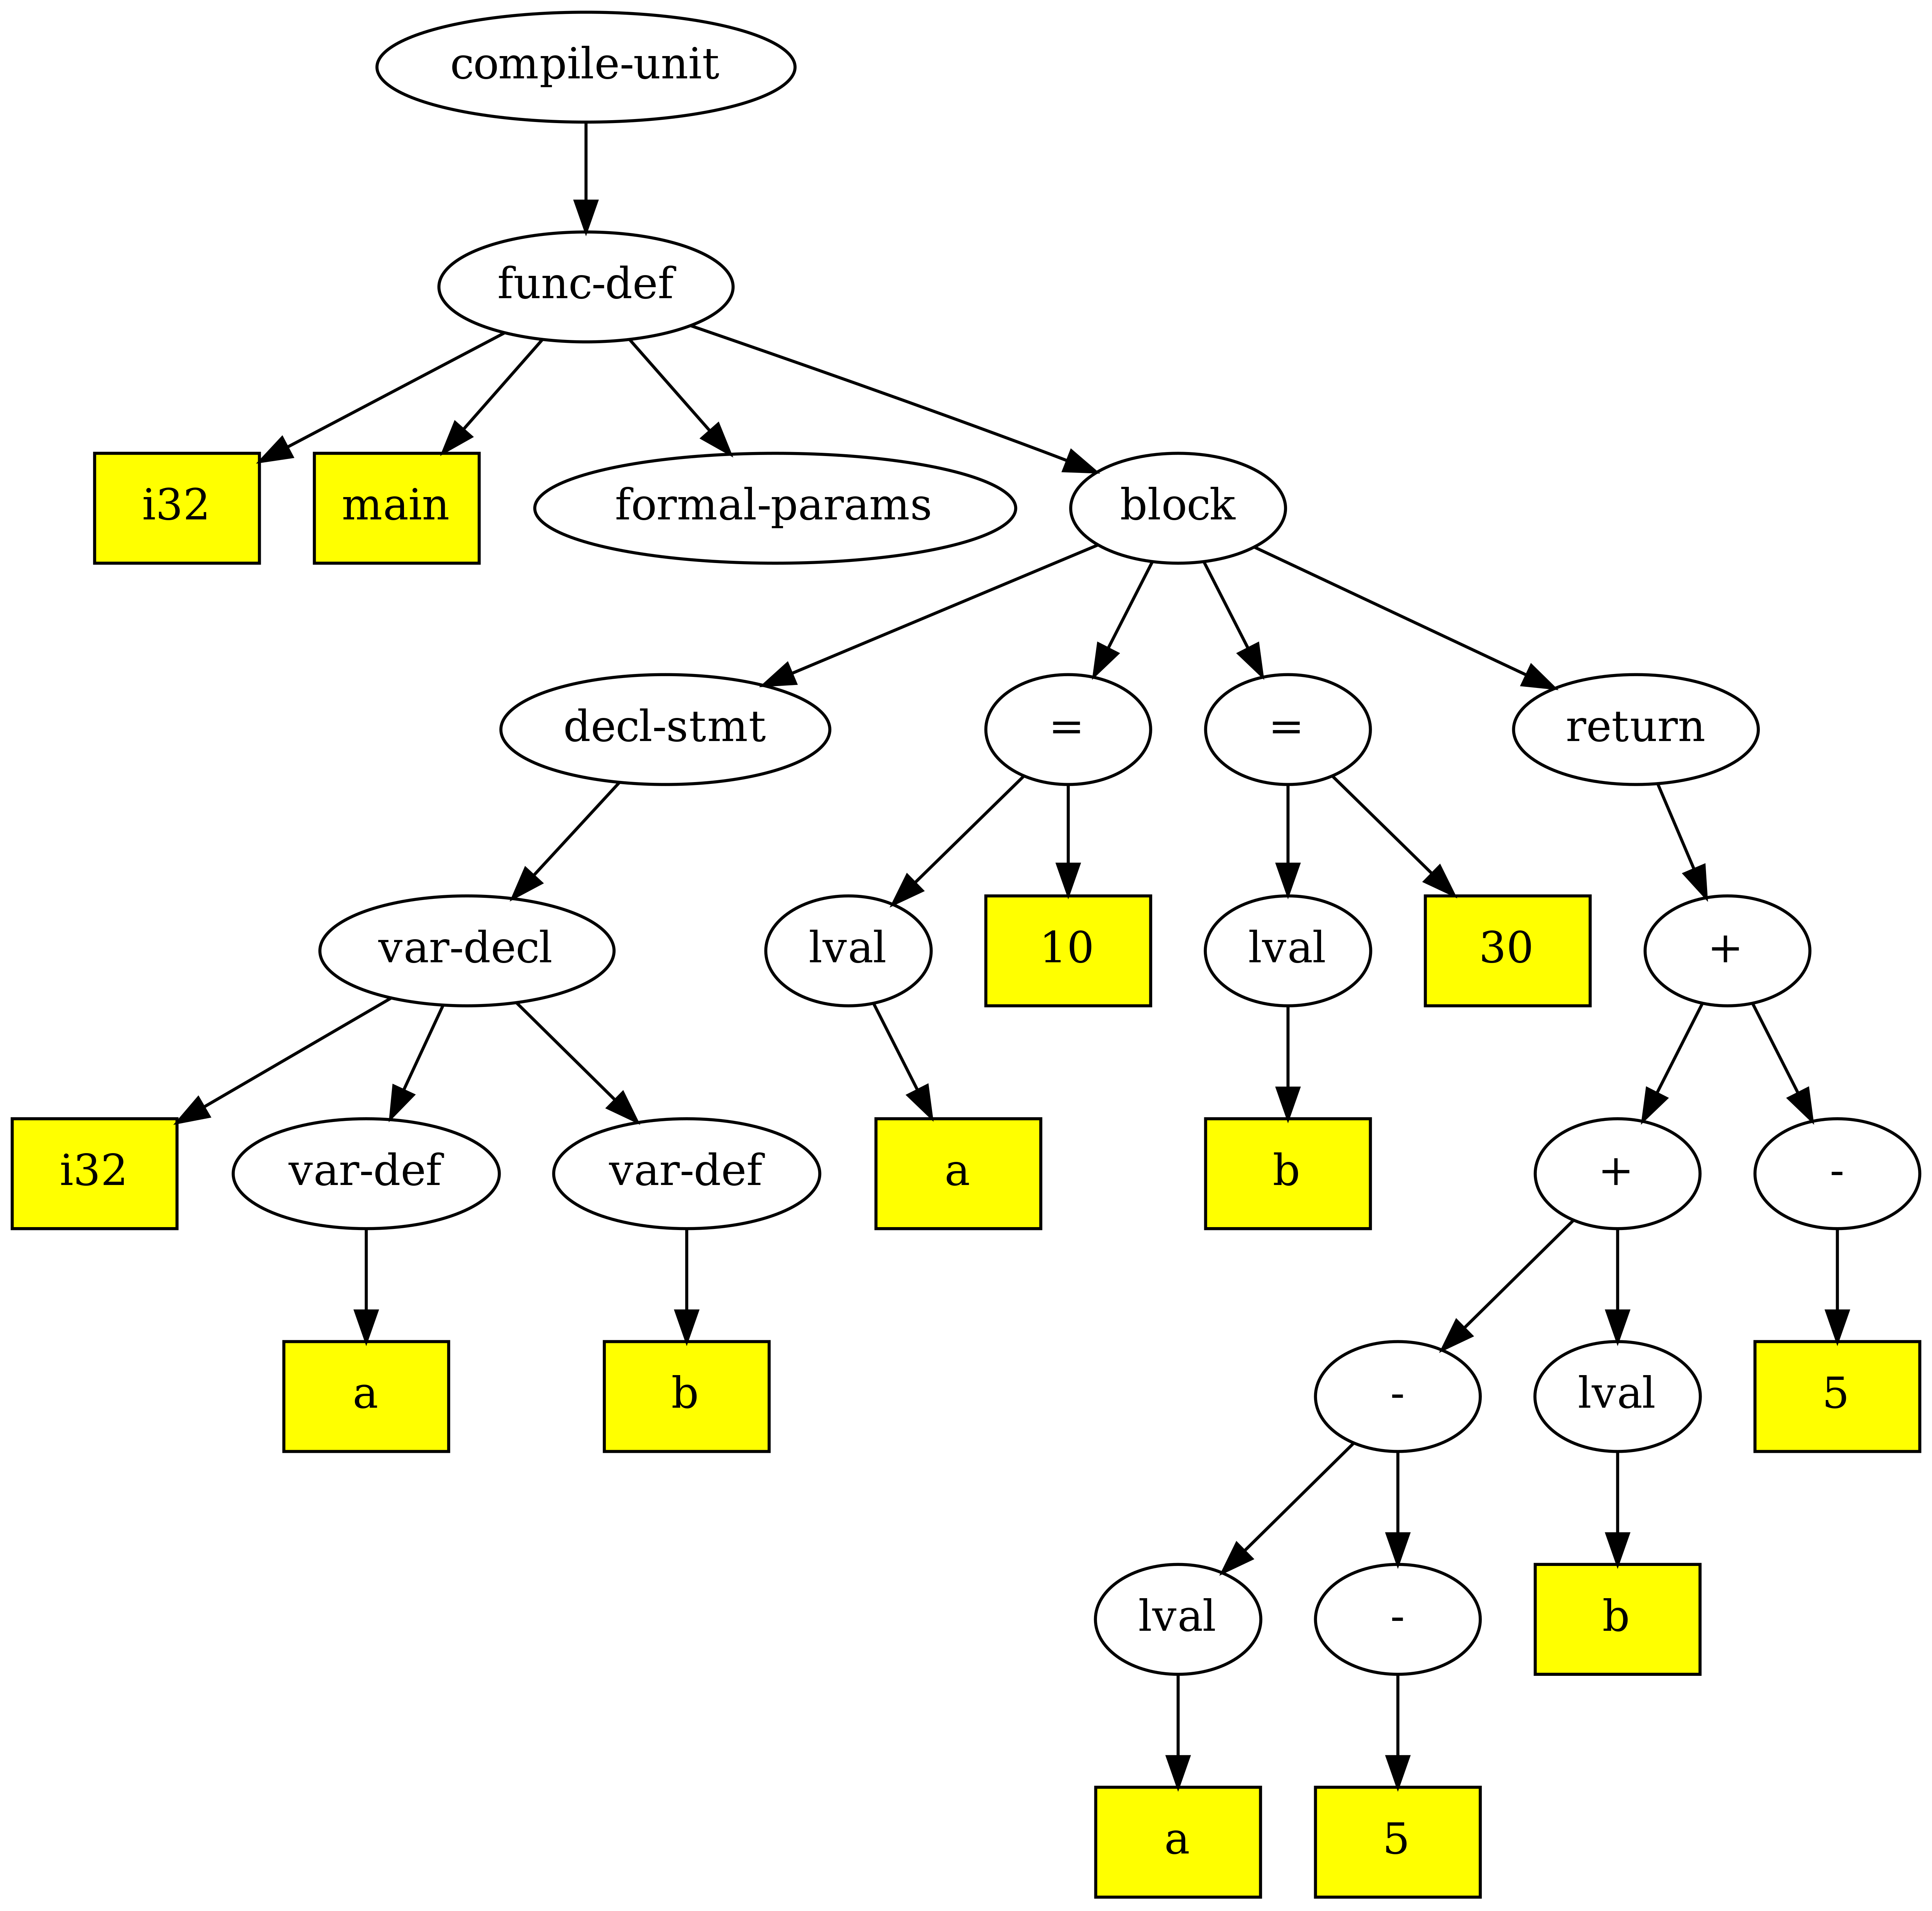 compile-unit
func-def
i32 main formal-params block
decl-stmt = = return
var-decl lval 10 lval 30 +
i32 var-def var-def a b + -
a b - lval 5
lval - b
a 5